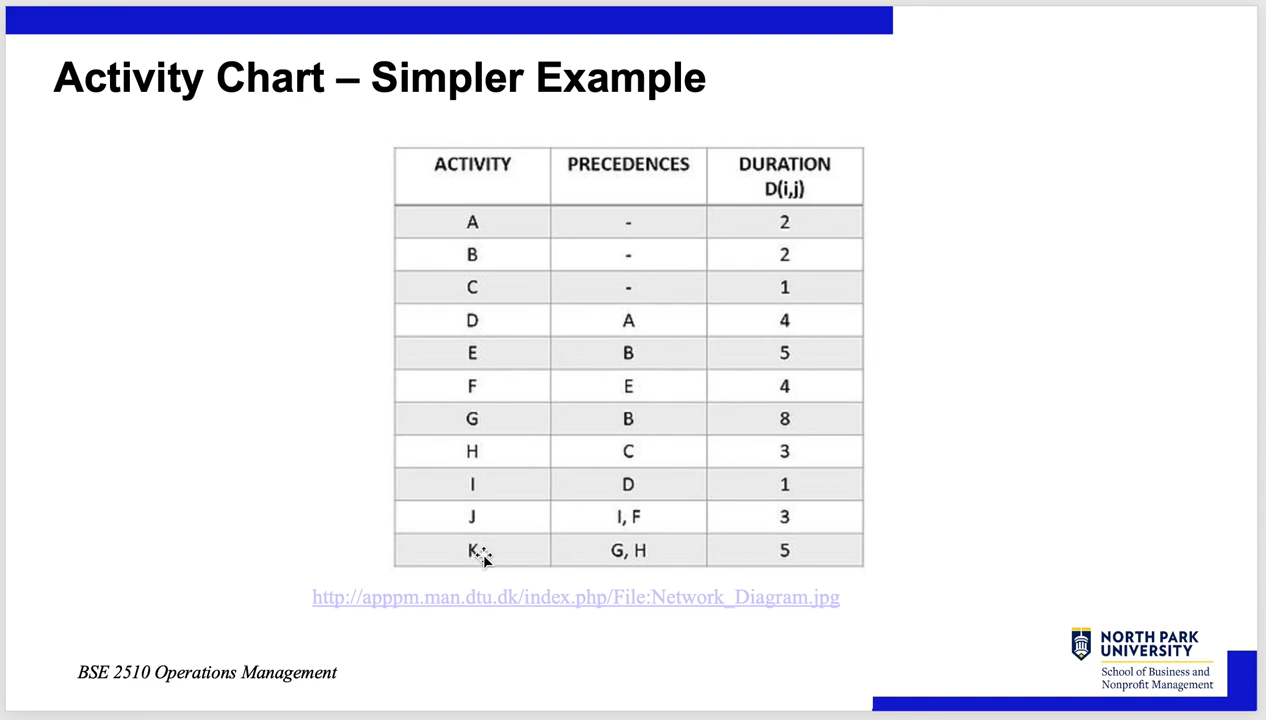 Activity Chart – Simpler Example
ACTIVITY PRECEDENCES DURATION
D(i,j)
A - 2
B - 2
C - 1
D A 4
E B 5
F E 4
G B 8
H C 3
I D 1
J I, F 3
K G, H 5
http://apppm.man.dtu.dk/index.php/File:Network_Diagram.jpg
NORTH PARK
UNIVERSITY
School of Business and
Nonprofit Management
BSE 2510 Operations Management